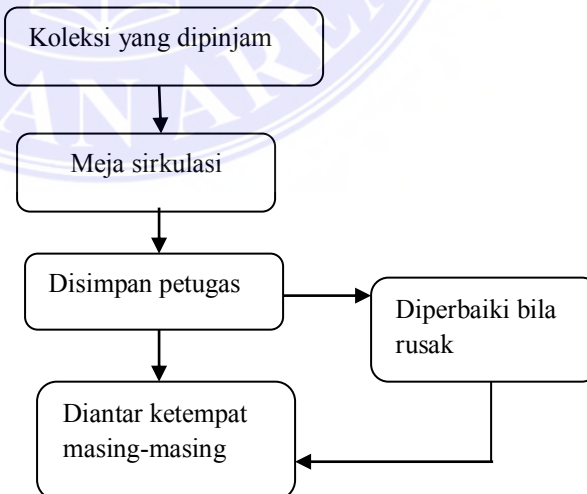 Koleksi yang dipinjam
Meja sirkulasi
Disimpan petugas
Diperbaiki bila
rusak
Diantar ketempat
masing-masing